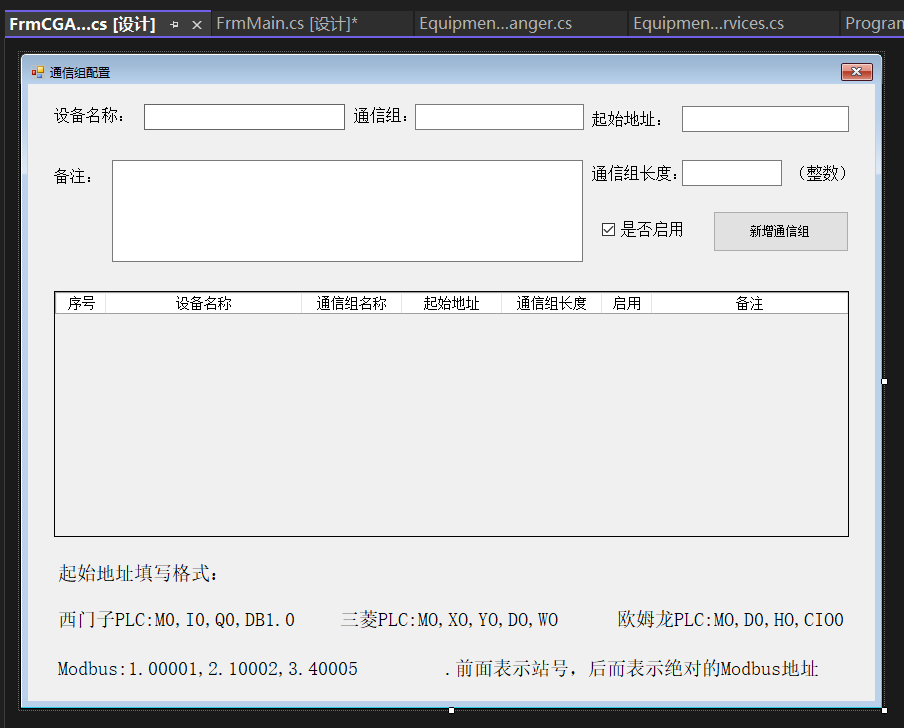 FrmCGA...cs [设计] FrmMain.cs [设计]* Equipmen...anger.cs Equipmen...rvices.cs Program
通信组配置
设备名称: 通信组: 起始地址:
备注: 通信组长度: (整数)
是否启用 新增通信组
序号 设备名称 通信组名称 起始地址 通信组长度 启用 备注
起始地址填写格式:
西门子PLC:M0,I0,Q0,DB1.0 三菱PLC:M0,X0,Y0,D0,W0 欧姆龙PLC:M0,D0,H0,CIO0
Modbus:1.00001,2.10002,3.40005 .前面表示站号，后而表示绝对的Modbus地址